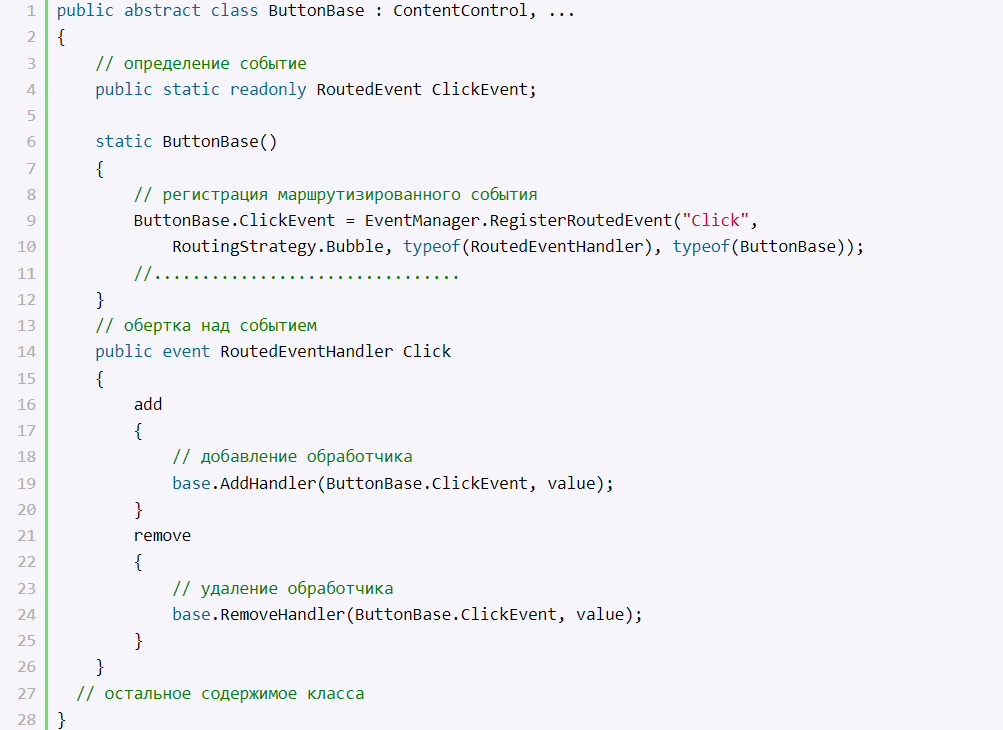 1 public abstract class ButtonBase : ContentControl, ...
2 {
3     // определение событие
4     public static readonly RoutedEvent ClickEvent;
5
6     static ButtonBase()
7     {
8         // регистрация маршрутизированного события
9         ButtonBase.ClickEvent = EventManager.RegisterRoutedEvent("Click",
10             RoutingStrategy.Bubble, typeof(RoutedEventHandler), typeof(ButtonBase));
11         //................................
12     }
13     // обертка над событием
14     public event RoutedEventHandler Click
15     {
16         add
17         {
18             // добавление обработчика
19             base.AddHandler(ButtonBase.ClickEvent, value);
20         }
21         remove
22         {
23             // удаление обработчика
24             base.RemoveHandler(ButtonBase.ClickEvent, value);
25         }
26     }
27   // остальное содержимое класса
28 }